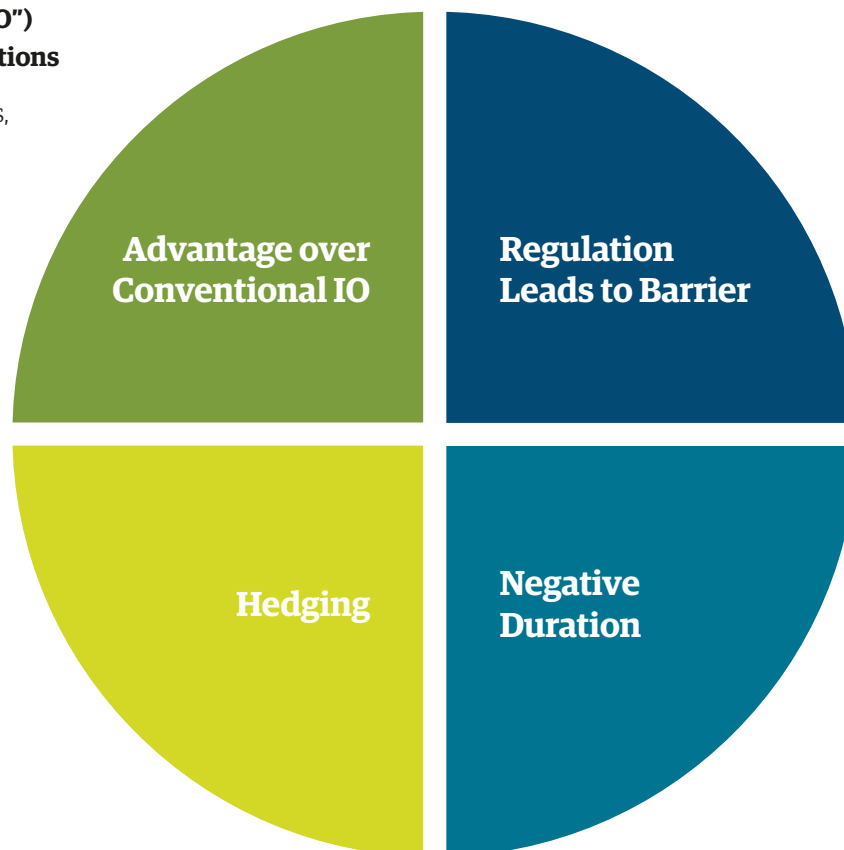 O”)
tions
s,
Advantage over
Conventional IO
Regulation
Leads to Barrier
Hedging
Negative
Duration